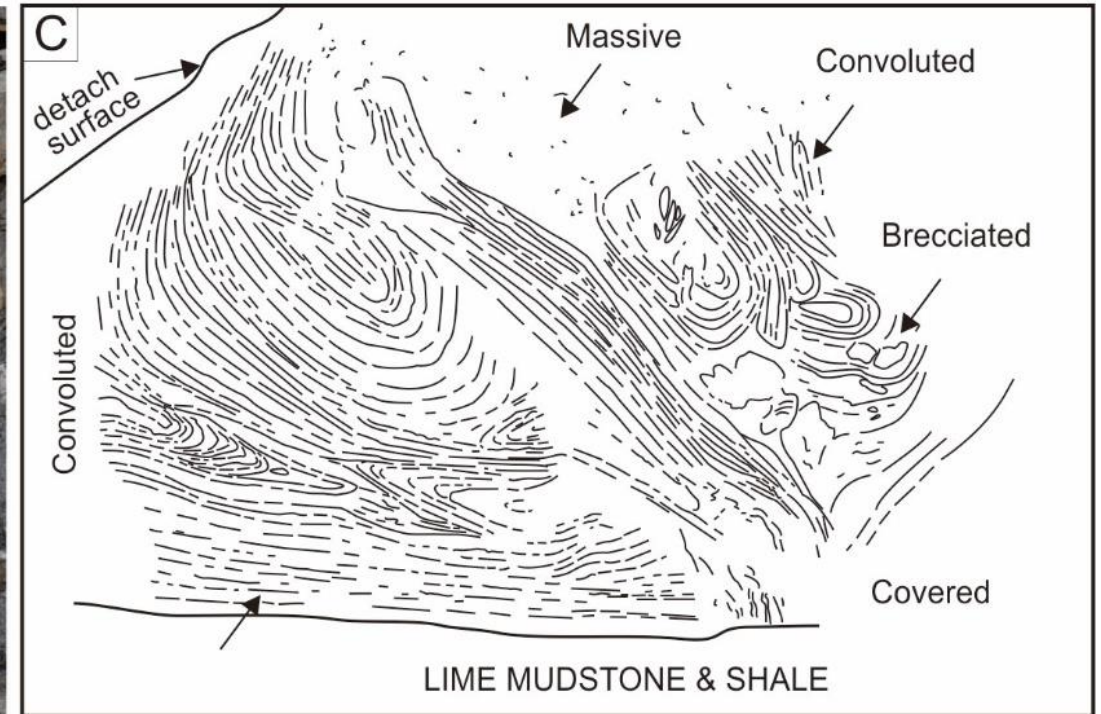 C
detach
surface
Massive
Convoluted
Brecciated
Convoluted
Covered
LIME MUDSTONE & SHALE